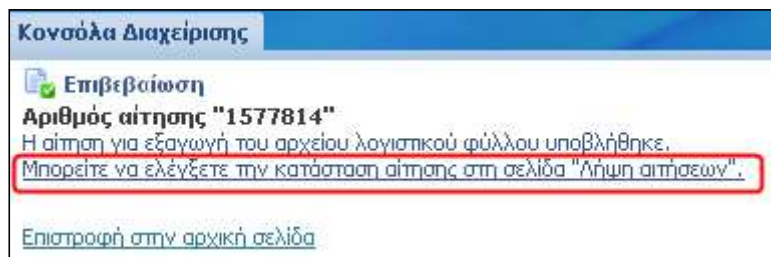 Κονσόλα Διαχείρισης
Επιβεβαίωση
Αριθμός αίτησης "1577814"
Η αίτηση για εξαγωγή του αρχείου λογιστικού φύλλου υποβλήθηκε.
Μπορείτε να ελέγξετε την κατάσταση αίτησης στη σελίδα "Λήψη αιτήσεων".
Επιστροφή στην αρχική σελίδα